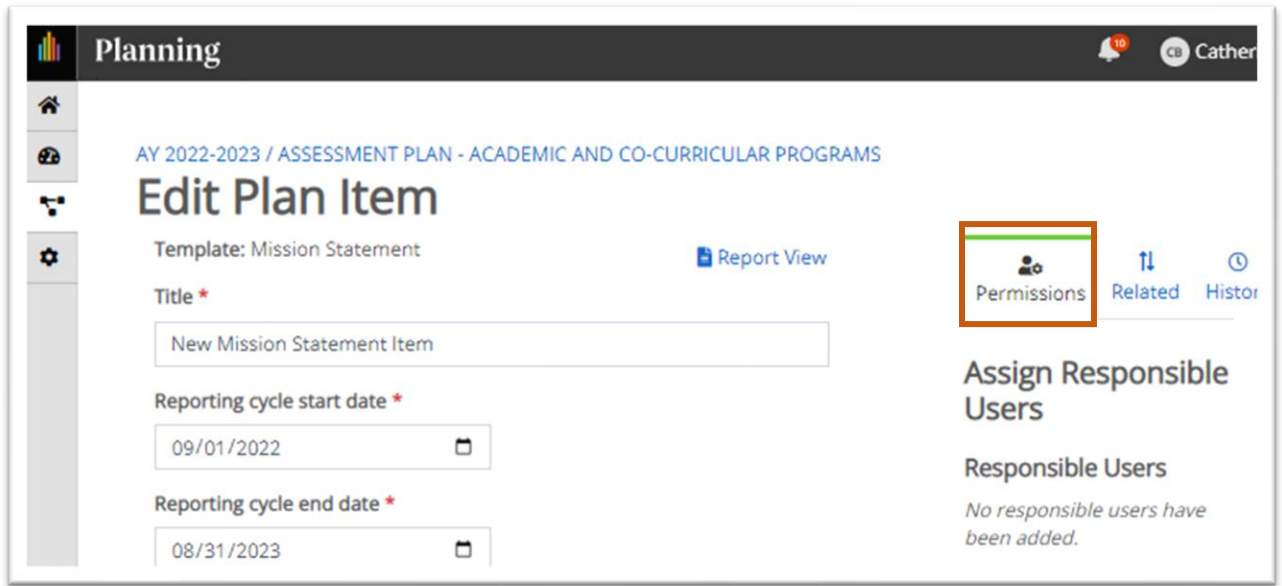 Planning
10
CB Cather
AY 2022-2023 / ASSESSMENT PLAN - ACADEMIC AND CO-CURRICULAR PROGRAMS
Edit Plan Item
Template: Mission Statement
Report View
Title *
New Mission Statement Item
Reporting cycle start date *
09/01/2022
Reporting cycle end date *
08/31/2023
Permissions
Related
Histor
Assign Responsible
Users
Responsible Users
No responsible users have
been added.